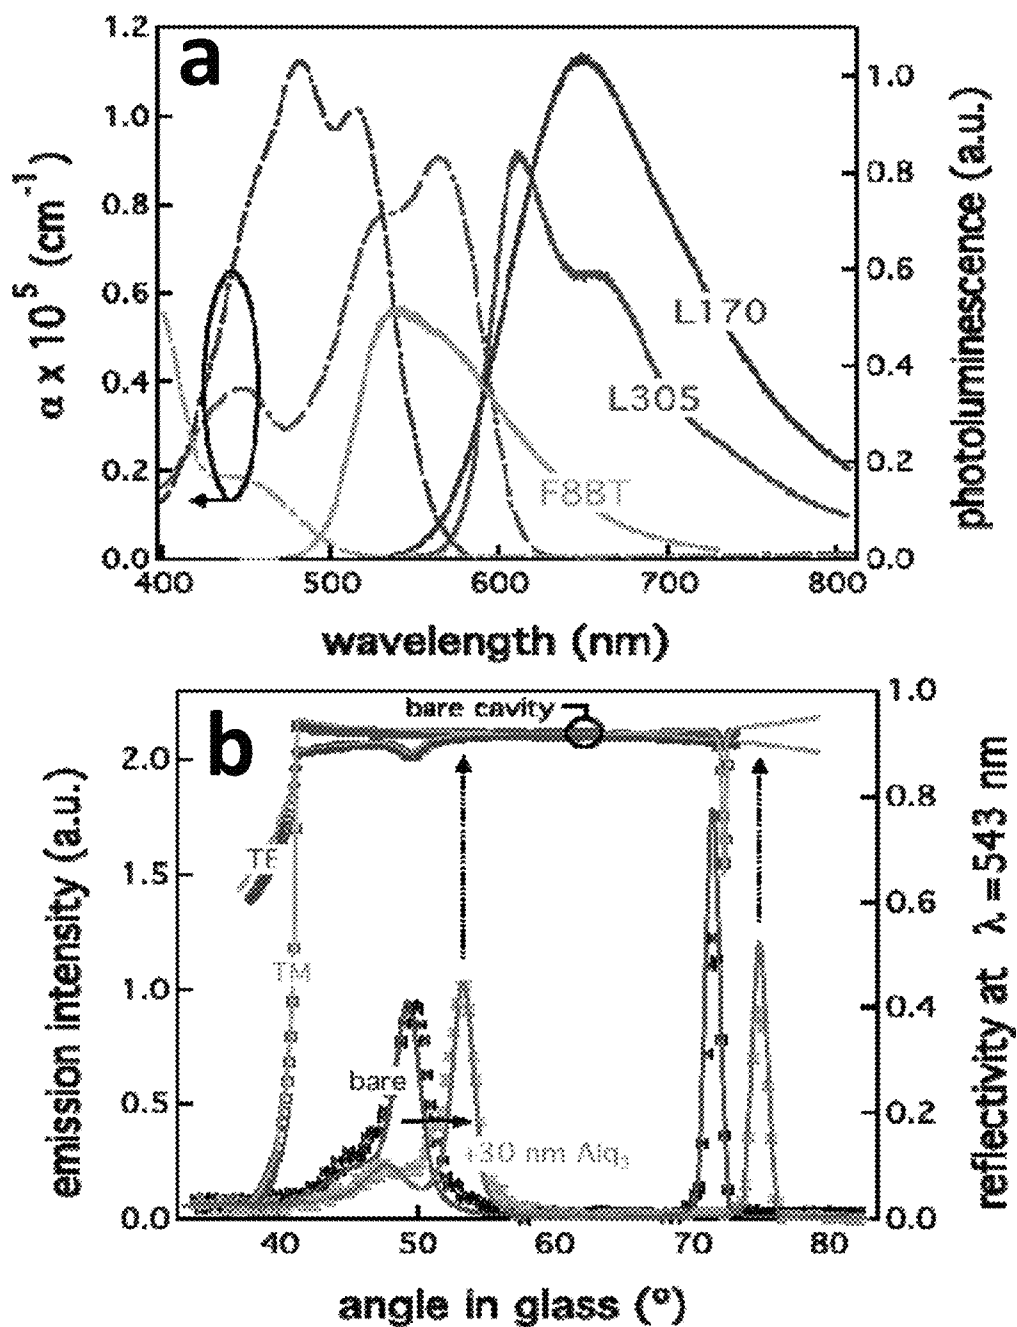 a
1.2
1.0
0.8
0.6
0.4
0.2
0.0
α x 10⁵ (cm⁻¹)
1.0
0.8
0.6
0.4
0.2
0.0
photoluminescence (a.u.)
L170
L305
F8BT
400 500 600 700 800
wavelength (nm)
b
bare cavity
2.0
1.5
1.0
0.5
0.0
emission intensity (a.u.)
1.0
0.8
0.6
0.4
0.2
0.0
reflectivity at λ=543 nm
TE
TM
bare
+30 nm Alq₃
40 50 60 70 80
angle in glass (º)